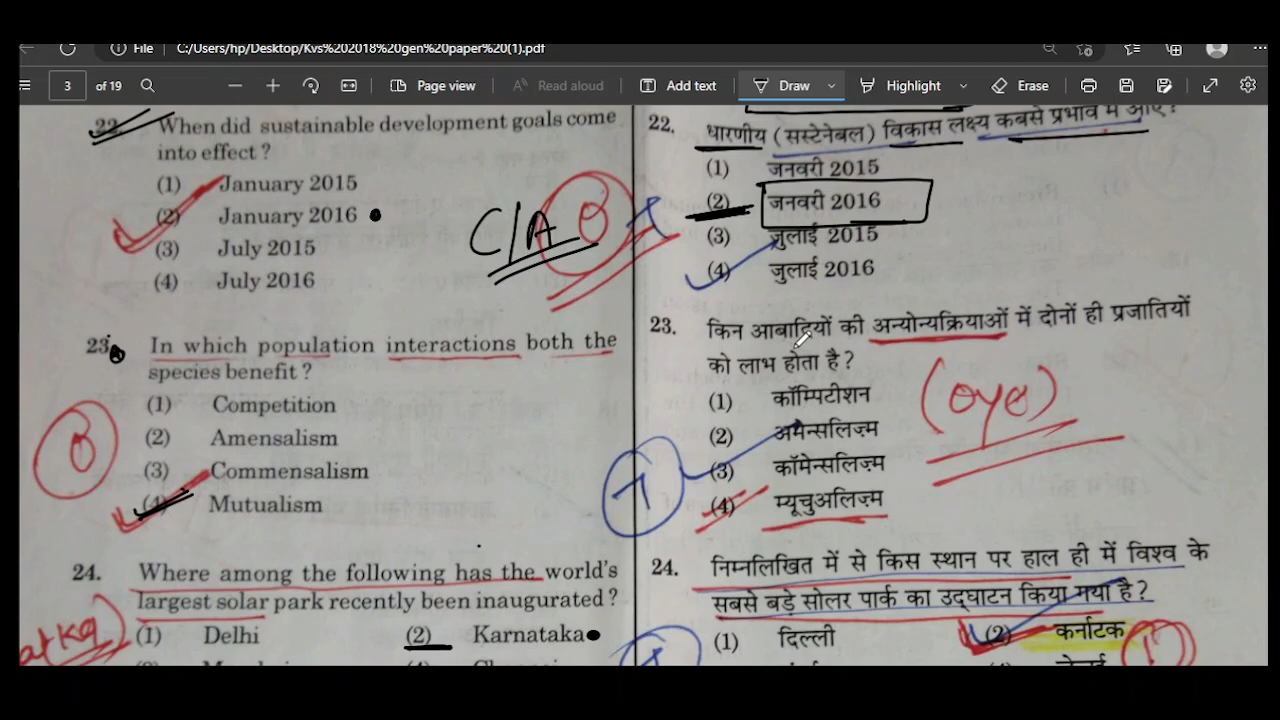 File C:/Users/hp/Desktop/Kvs%202018%20gen%20paper%20(1).pdf
3 of 19 Page view Read aloud Add text Draw Highlight Erase
22. When did sustainable development goals come
into effect ?
(1) January 2015
(2) January 2016
(3) July 2015
(4) July 2016
C/A
23. In which population interactions both the
species benefit ?
(1) Competition
(2) Amensalism
(3) Commensalism
(4) Mutualism
24. Where among the following has the world's
largest solar park recently been inaugurated ?
(1) Delhi (2) Karnataka
22. धारणीय (सस्टेनेबल) विकास लक्ष्य कबसे प्रभाव में आए?
(1) जनवरी 2015
(2) जनवरी 2016
(3) जुलाई 2015
(4) जुलाई 2016
23. किन आबादियों की अन्योन्यक्रियाओं में दोनों ही प्रजातियों
को लाभ होता है?
(1) कॉम्पिटीशन
(2) अमेन्सलिज़्म
(3) कॉमेन्सलिज़्म
(4) म्यूचुअलिज़्म
24. निम्नलिखित में से किस स्थान पर हाल ही में विश्व के
सबसे बड़े सोलर पार्क का उद्घाटन किया गया है?
(1) दिल्ली (2) कर्नाटक